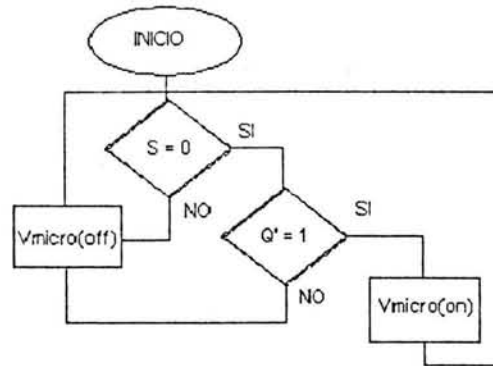 INICIO
S = 0
SI
NO
Vmicro(off)
Q' = 1
SI
NO
Vmicro(on)